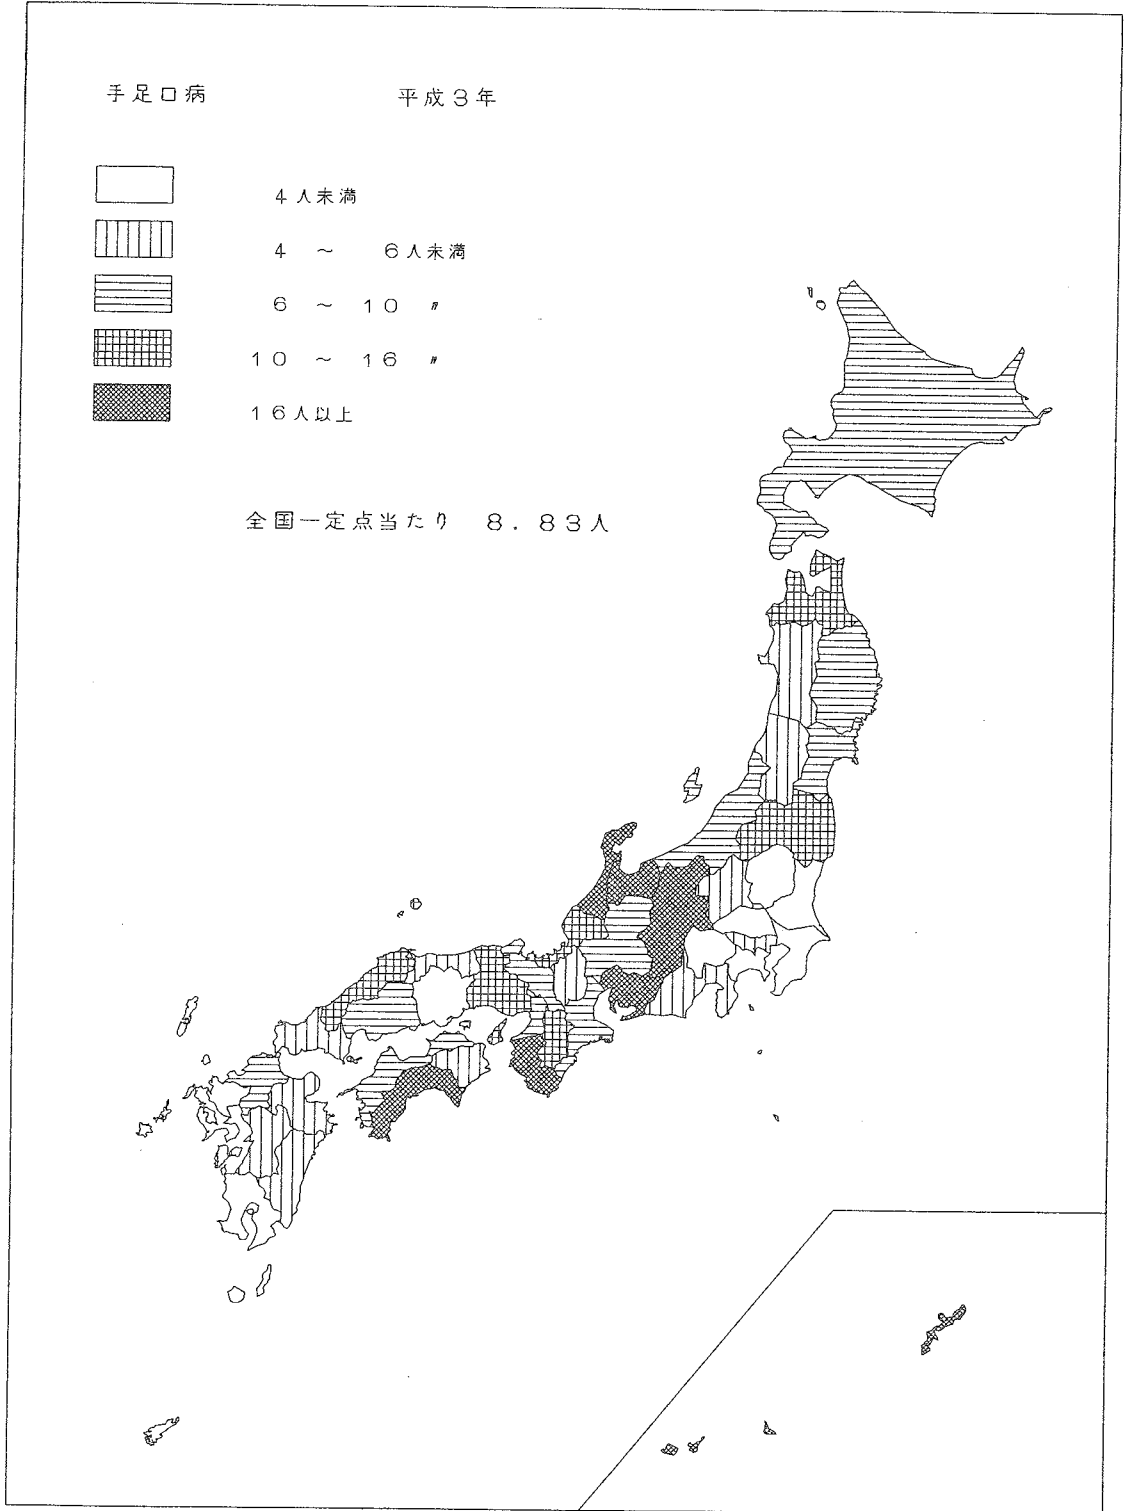 手足口病 平成3年
4人未満
4 ～ 6人未満
6 ～ 10 〃
10 ～ 16 〃
16人以上
全国一定点当たり 8.83人